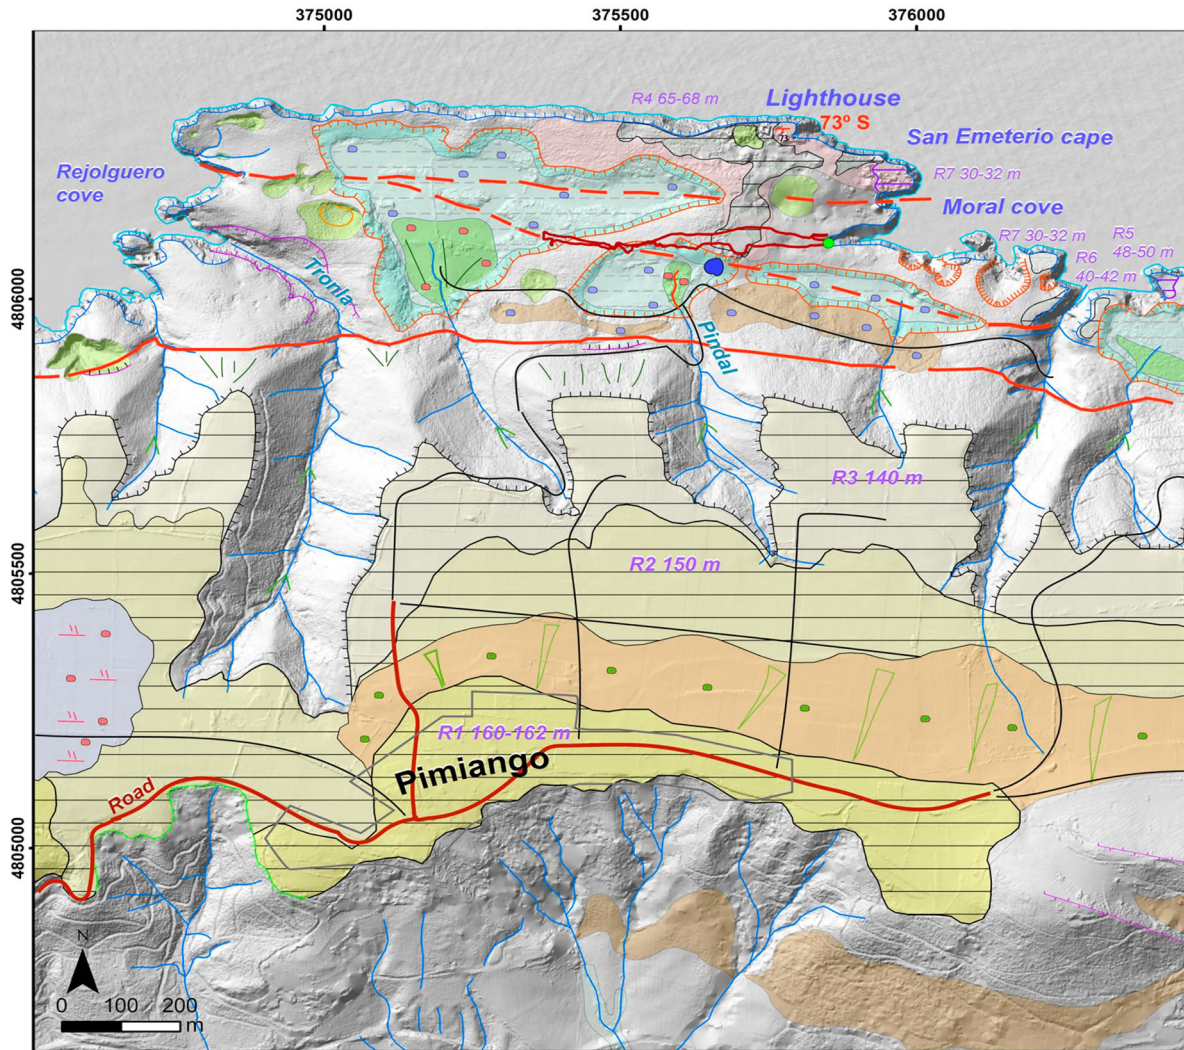 375000
375500
376000
R4 65-68 m
Lighthouse
73º S
73
San Emeterio cape
Rejolguero
cove
R7 30-32 m
Moral cove
R7 30-32 m
R5
48-50 m
R6
40-42 m
Tronía
4806000
Pindal
R3 140 m
R2 150 m
4805500
R1 160-162 m
Pimiango
Road
4805000
N
0 100 200
m